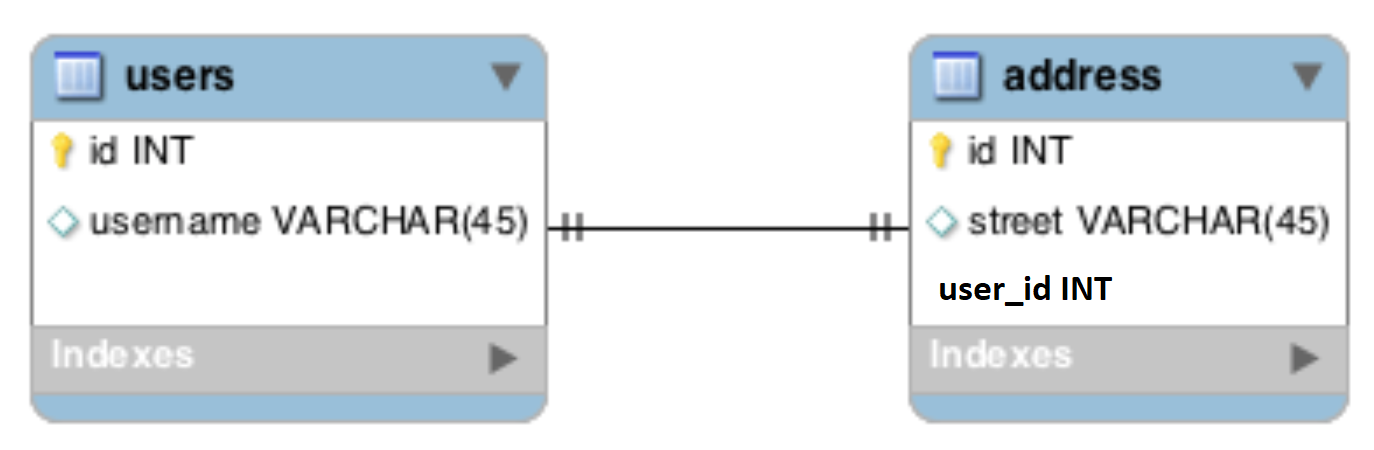 users
id INT
username VARCHAR(45)
Indexes
address
id INT
street VARCHAR(45)
user_id INT
Indexes